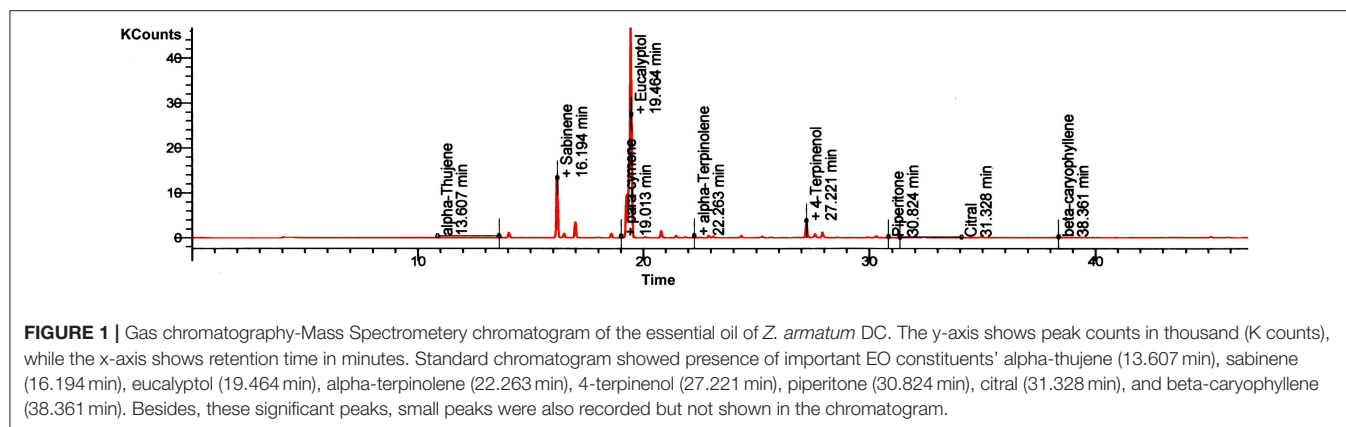 KCounts
40
30
20
10
0
alpha-Thujene
13.607 min
+ Sabinene
16.194 min
+ Eucalyptol
19.464 min
+ para cymene
19.013 min
+ alpha-Terpinolene
22.263 min
+ 4-Terpinenol
27.221 min
Piperitone
30.824 min
Citral
31.328 min
beta-caryophyllene
38.361 min
10
20
30
40
Time
FIGURE 1 | Gas chromatography-Mass Spectrometery chromatogram of the essential oil of Z. armatum DC. The y-axis shows peak counts in thousand (K counts),
while the x-axis shows retention time in minutes. Standard chromatogram showed presence of important EO constituents' alpha-thujene (13.607 min), sabinene
(16.194 min), eucalyptol (19.464 min), alpha-terpinolene (22.263 min), 4-terpinenol (27.221 min), piperitone (30.824 min), citral (31.328 min), and beta-caryophyllene
(38.361 min). Besides, these significant peaks, small peaks were also recorded but not shown in the chromatogram.